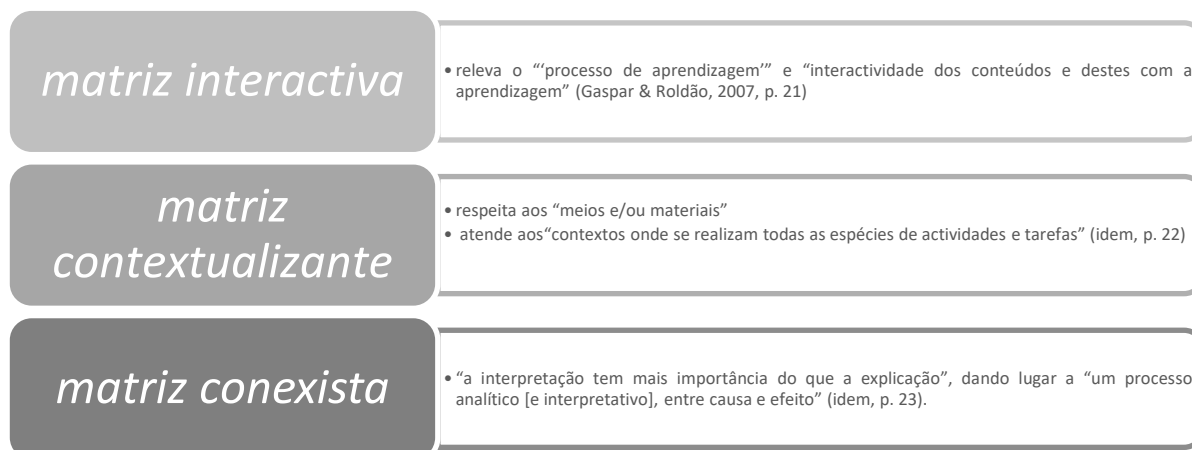 matriz interactiva
• releva o “‘processo de aprendizagem’” e “interactividade dos conteúdos e destes com a
aprendizagem” (Gaspar & Roldão, 2007, p. 21)
matriz
contextualizante
• respeita aos “meios e/ou materiais”
• atende aos“contextos onde se realizam todas as espécies de actividades e tarefas” (idem, p. 22)
matriz conexista
• “a interpretação tem mais importância do que a explicação”, dando lugar a “um processo
analítico [e interpretativo], entre causa e efeito” (idem, p. 23).